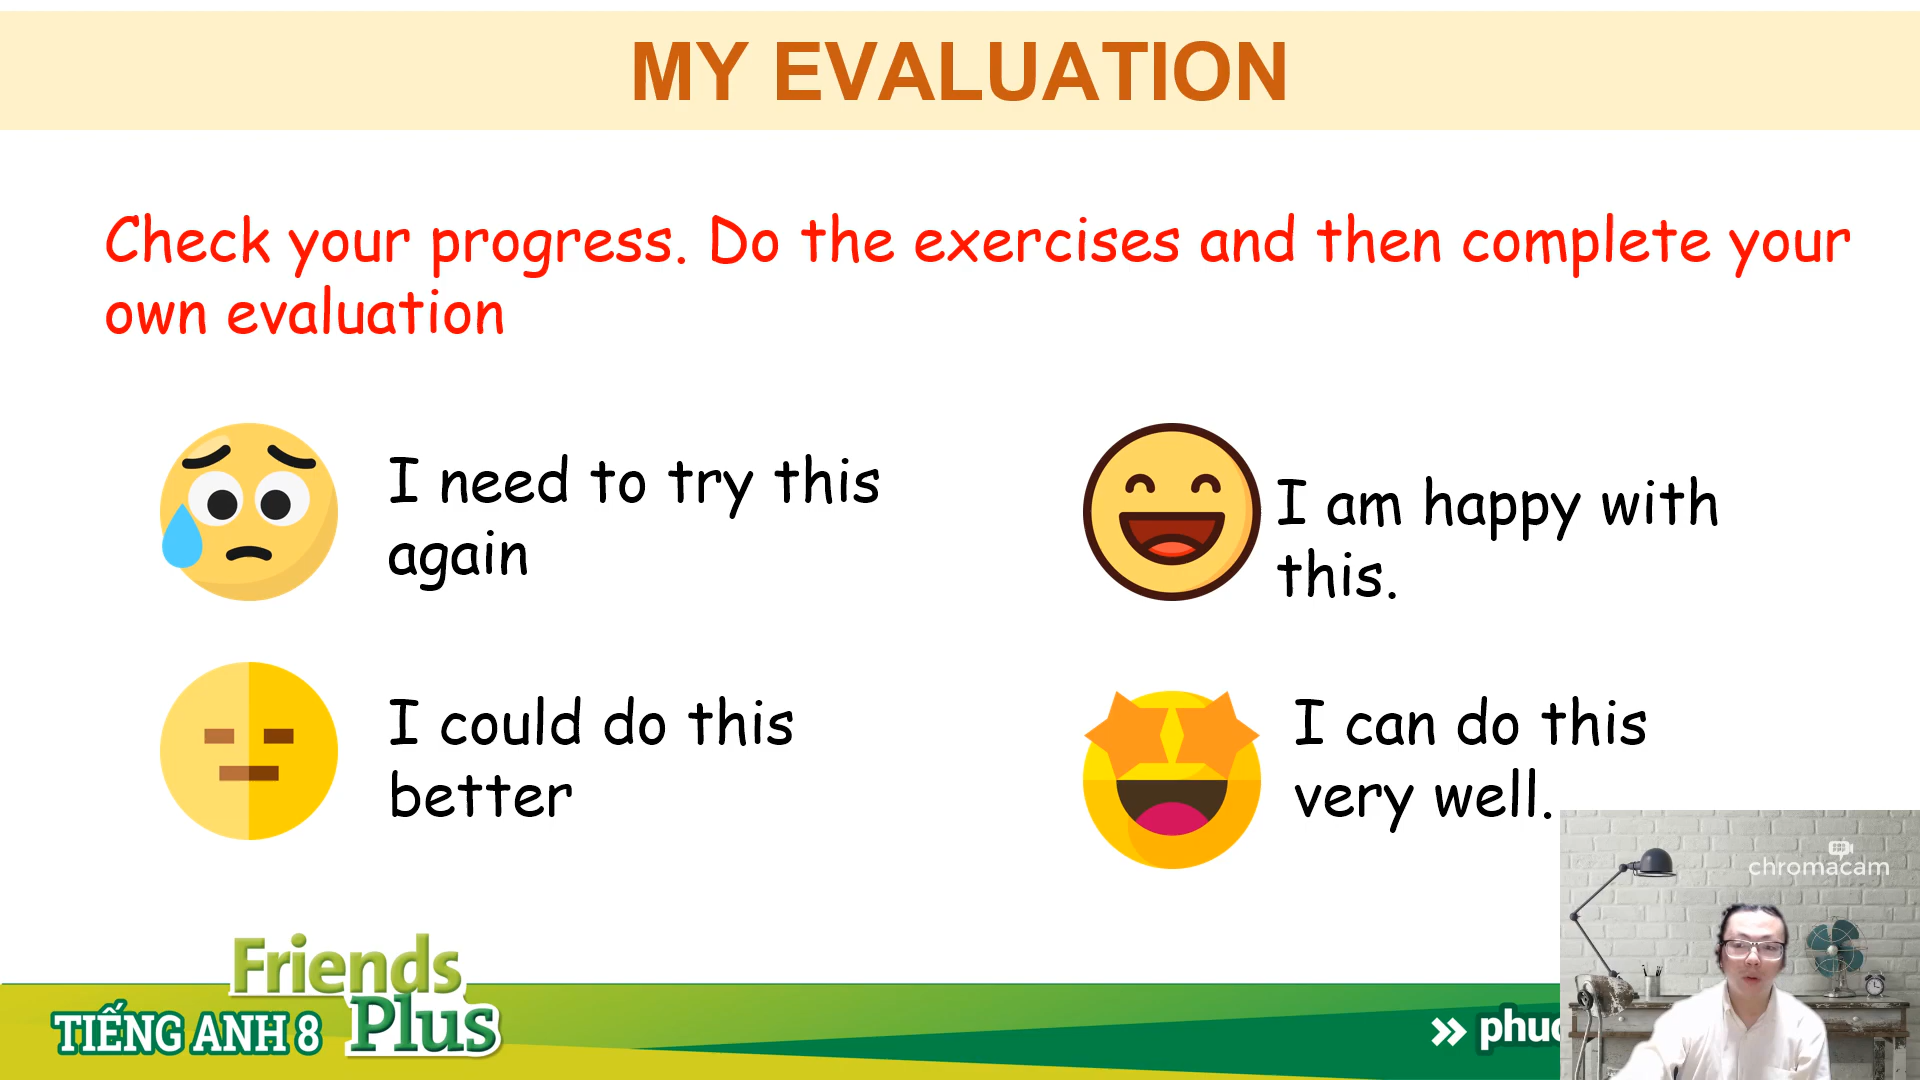 MY EVALUATION
Check your progress. Do the exercises and then complete your
own evaluation
I need to try this
again
I am happy with
this.
I could do this
better
I can do this
very well.
chromacam
Friends
Plus
TIẾNG ANH 8